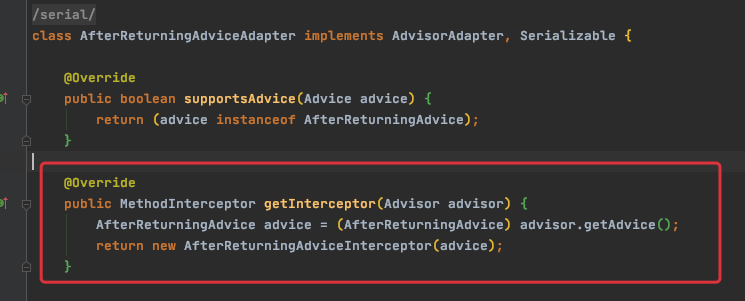 /serial/
class AfterReturningAdviceAdapter implements AdvisorAdapter, Serializable {
@Override
public boolean supportsAdvice(Advice advice) {
return (advice instanceof AfterReturningAdvice);
}
@Override
public MethodInterceptor getInterceptor(Advisor advisor) {
AfterReturningAdvice advice = (AfterReturningAdvice) advisor.getAdvice();
return new AfterReturningAdviceInterceptor(advice);
}